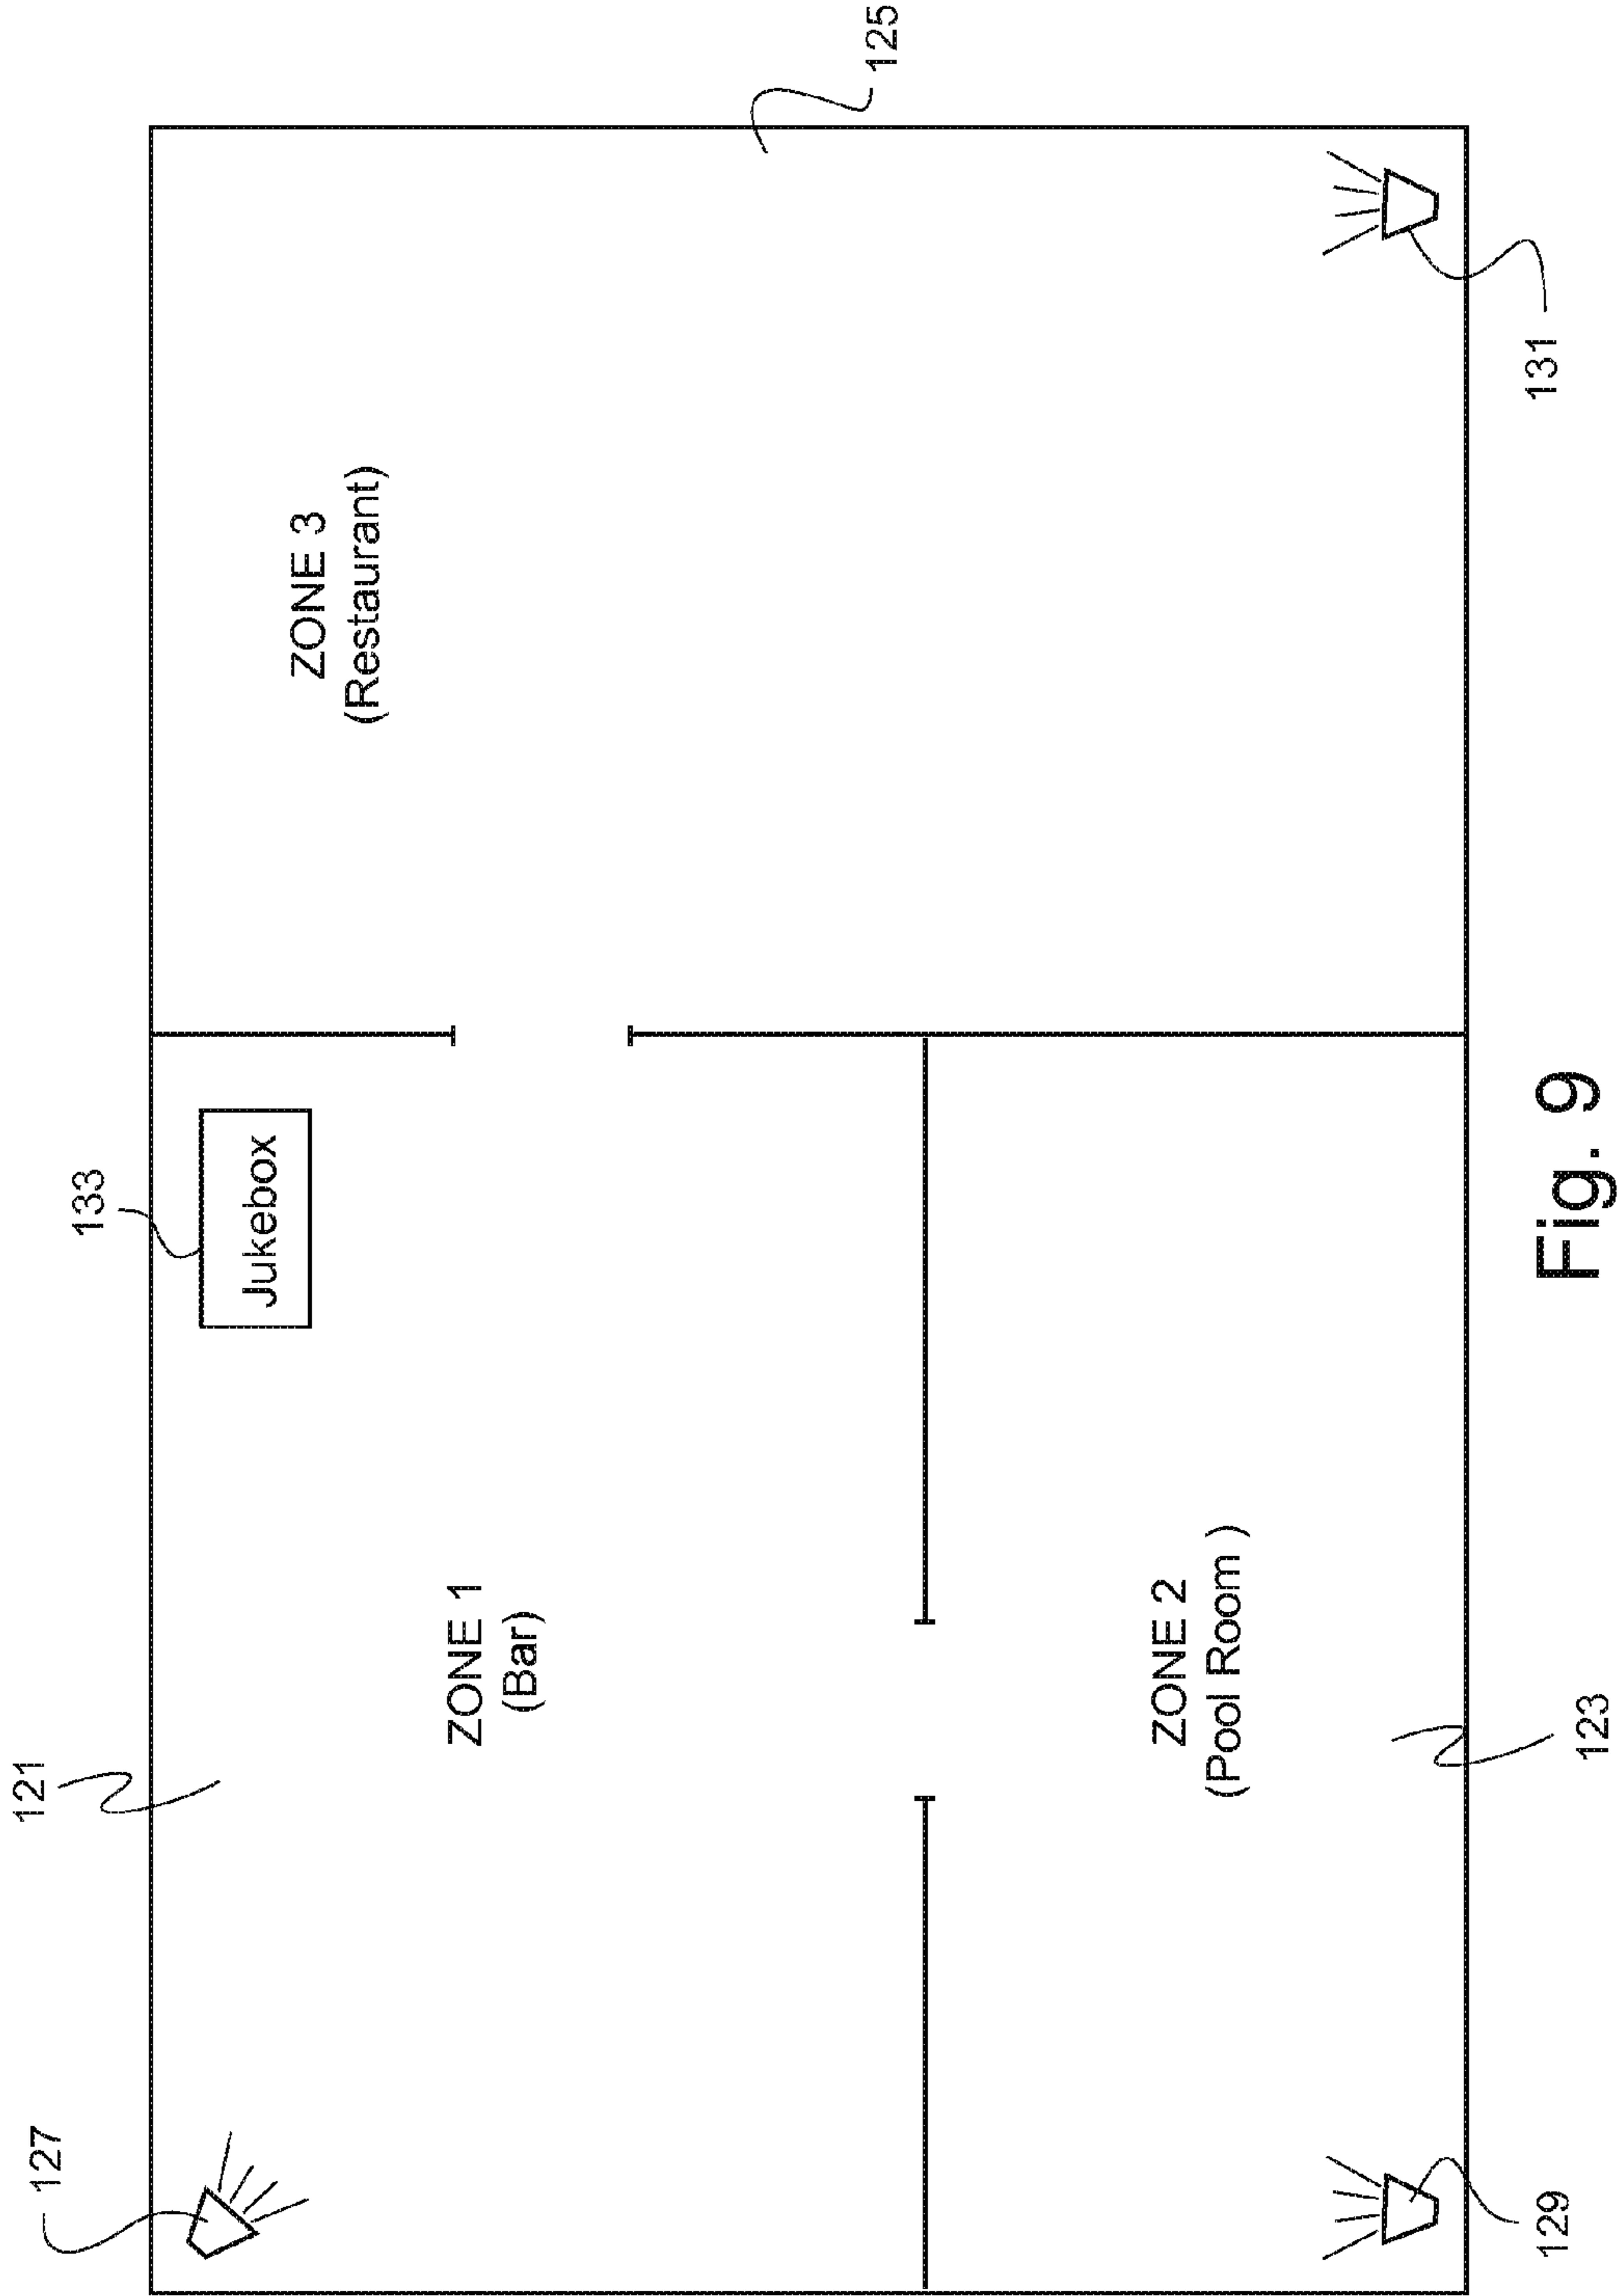 121
133
127
Jukebox
ZONE 1
(Bar)
ZONE 3
(Restaurant)
125
ZONE 2
(Pool Room )
129
123
131
Fig. 9